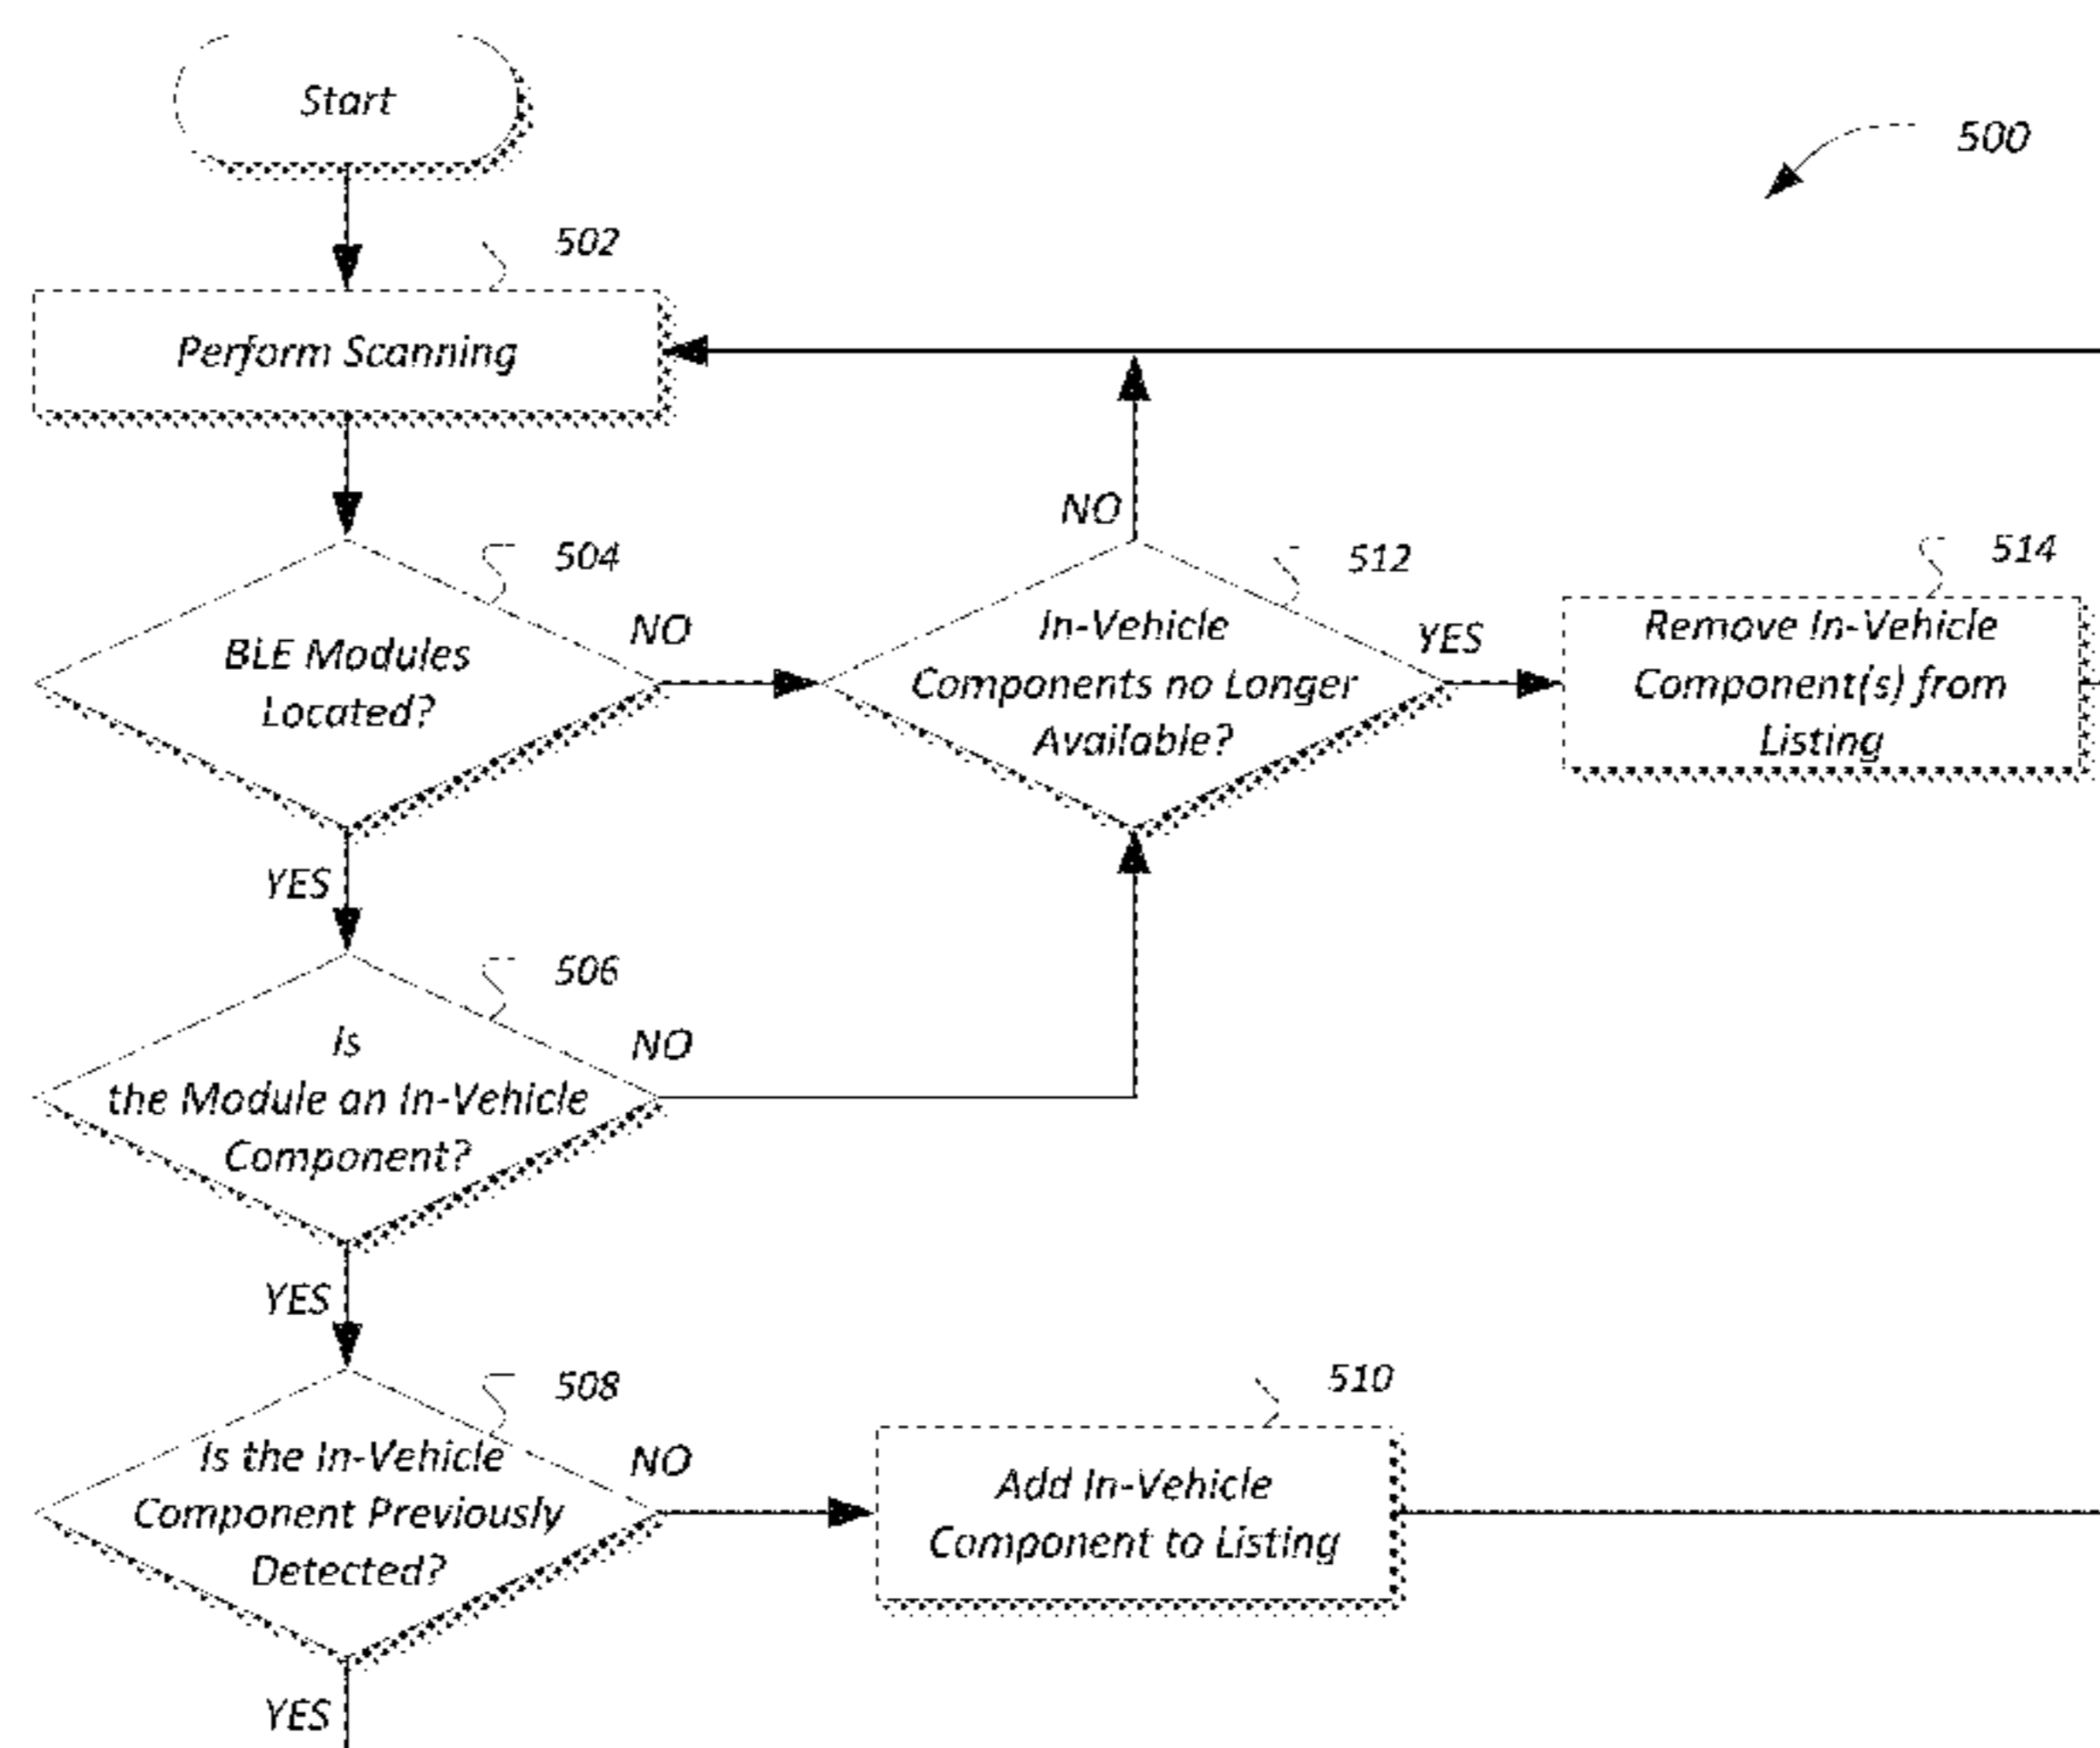 Start
500
502
Perform Scanning
504
BLE Modules
Located?
NO
YES
512
In-Vehicle
Components no Longer
Available?
NO
YES
514
Remove In-Vehicle
Component(s) from
Listing
506
Is
the Module an In-Vehicle
Component?
NO
YES
508
Is the In-Vehicle
Component Previously
Detected?
NO
YES
510
Add In-Vehicle
Component to Listing